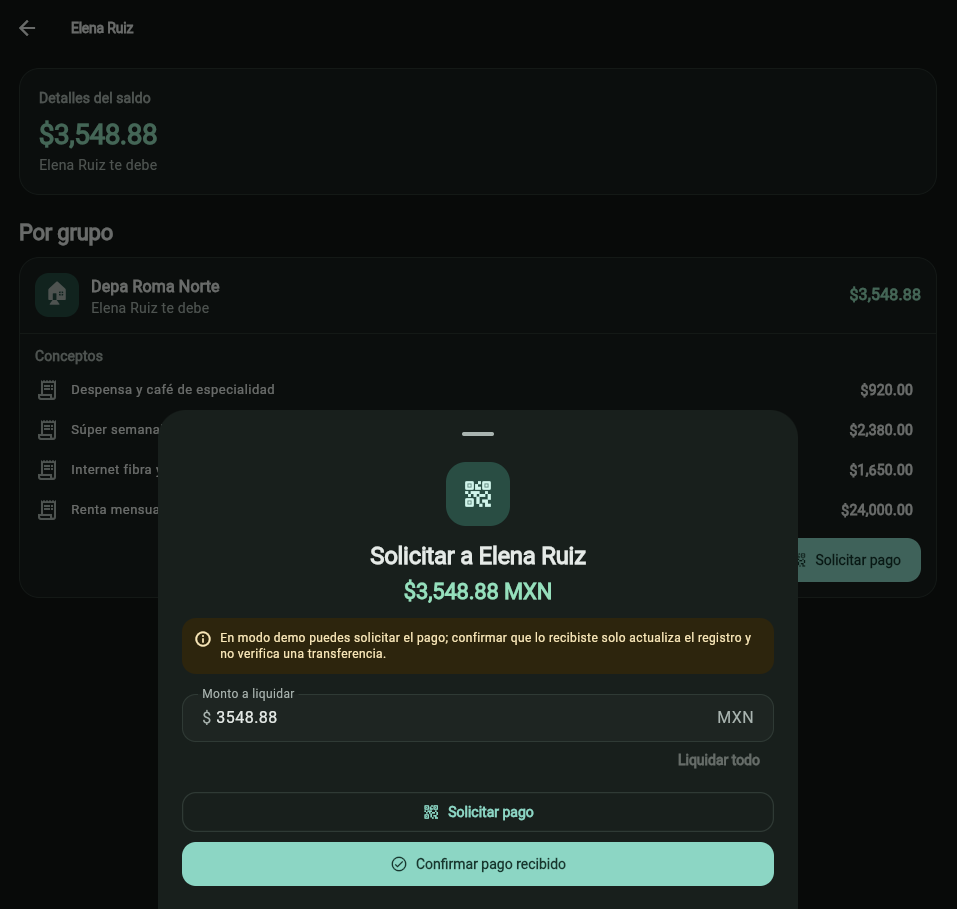 Elena Ruiz
Detalles del saldo
$3,548.88
Elena Ruiz te debe
Por grupo
Depa Roma Norte
Elena Ruiz te debe
$3,548.88
Conceptos
Despensa y café de especialidad
$920.00
Súper
$2,380.00
Internet fibra
$1,650.00
Renta
$24,000.00
Solicitar pago
Solicitar a Elena Ruiz
$3,548.88 MXN
En modo demo puedes solicitar el pago; confirmar que lo recibiste solo actualiza el registro y
no verifica una transferencia.
Monto a liquidar
$ 3548.88
MXN
Liquidar todo
Solicitar pago
Confirmar pago recibido